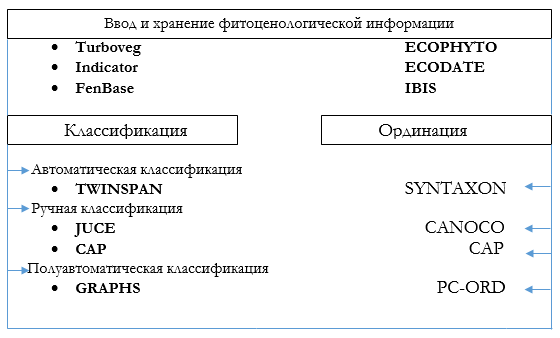 Ввод и хранение фитоценологической информации
• Turboveg ECOPHYTO
• Indicator ECODATE
• FenBase IBIS
Классификация Ординация
Автоматическая классификация
• TWINSPAN SYNTAXON
Ручная классификация
• JUCE CANOCO
• CAP CAP
Полуавтоматическая классификация
• GRAPHS PC-ORD